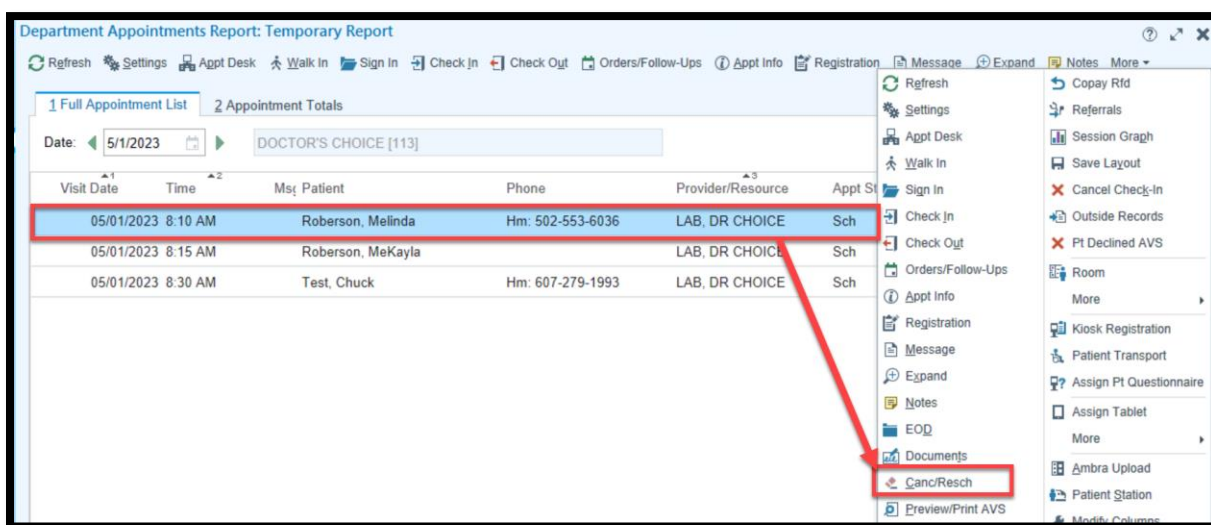 Department Appointments Report: Temporary Report
Refresh Settings Appt Desk Walk In Sign In Check In Check Out Orders/Follow-Ups Appt Info Registration Message Expand Notes More
1 Full Appointment List 2 Appointment Totals
Date: 5/1/2023 DOCTOR'S CHOICE [113]
1 2 3
Visit Date Time Msg Patient Phone Provider/Resource Appt St
05/01/2023 8:10 AM Roberson, Melinda Hm: 502-553-6036 LAB, DR CHOICE Sch
05/01/2023 8:15 AM Roberson, MeKayla LAB, DR CHOICE Sch
05/01/2023 8:30 AM Test, Chuck Hm: 607-279-1993 LAB, DR CHOICE Sch
Refresh
Settings
Appt Desk
Walk In
Sign In
Check In
Check Out
Orders/Follow-Ups
Appt Info
Registration
Message
Expand
Notes
EOD
Documents
Canc/Resch
Preview/Print AVS
Copay Rfd
Referrals
Session Graph
Save Layout
Cancel Check-In
Outside Records
Pt Declined AVS
Room
More
Kiosk Registration
Patient Transport
Assign Pt Questionnaire
Assign Tablet
More
Ambra Upload
Patient Station
Modify Columns